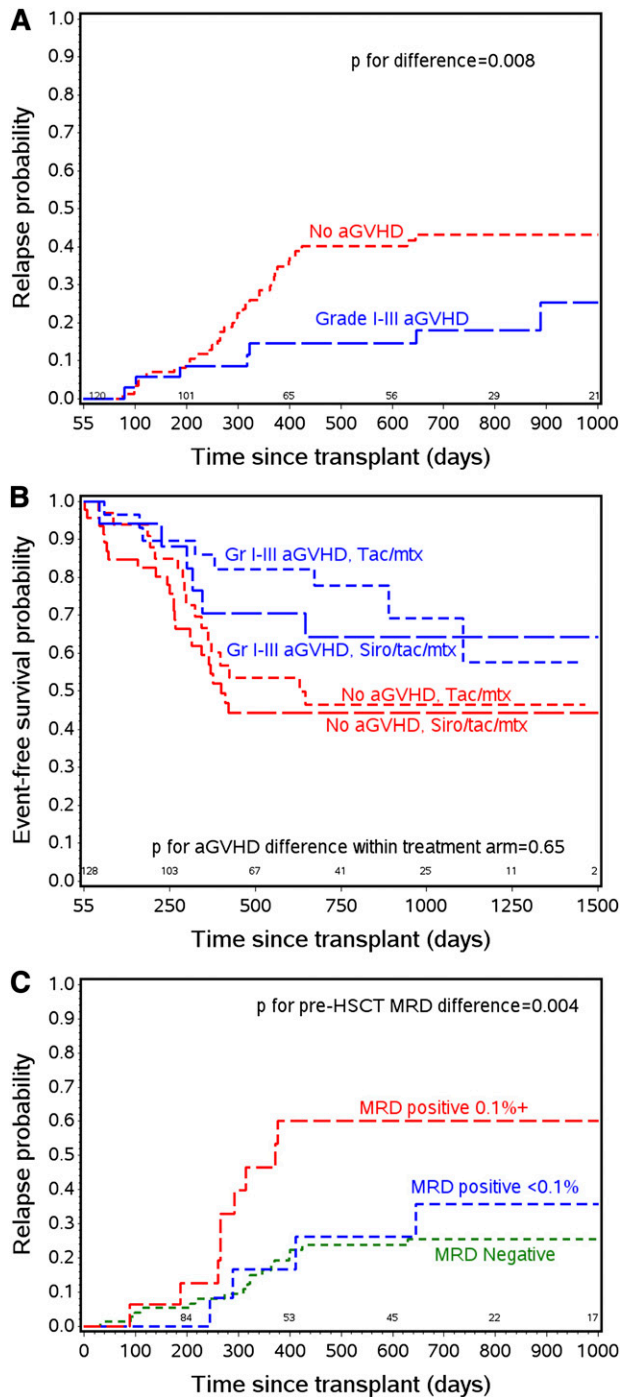 A
1.0
p for difference=0.008
0.9
0.8
0.7
0.6
0.5
No aGVHD
0.4
0.3
Grade I-III aGVHD
0.2
0.1
0.0
120 101 65 56 29 21
55 100 200 300 400 500 600 700 800 900 1000
Relapse probability
Time since transplant (days)
B
1.0
0.9
Gr I-III aGVHD, Tac/mtx
0.8
0.7
Gr I-III aGVHD, Siro/tac/mtx
0.6
0.5
No aGVHD, Tac/mtx
0.4
No aGVHD, Siro/tac/mtx
0.3
0.2
0.1
p for aGVHD difference within treatment arm=0.65
0.0
128 103 67 41 25 11 2
55 250 500 750 1000 1250 1500
Event-free survival probability
Time since transplant (days)
C
1.0
p for pre-HSCT MRD difference=0.004
0.9
0.8
0.7
0.6
MRD positive 0.1%+
0.5
0.4
MRD positive <0.1%
0.3
0.2
MRD Negative
0.1
0.0
84 53 45 22 17
0 100 200 300 400 500 600 700 800 900 1000
Relapse probability
Time since transplant (days)